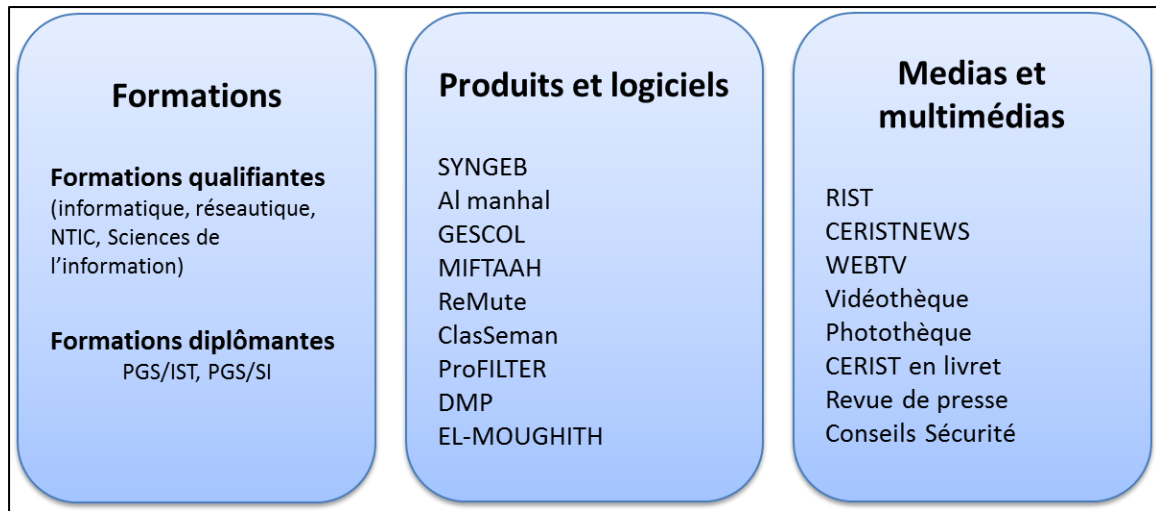 Formations
Formations qualifiantes
(informatique, réseautique,
NTIC, Sciences de
l’information)
Formations diplômantes
PGS/IST, PGS/SI
Produits et logiciels
SYNGEB
Al manhal
GESCOL
MIFTAAH
ReMute
ClasSeman
ProFILTER
DMP
EL-MOUGHITH
Medias et
multimédias
RIST
CERISTNEWS
WEBTV
Vidéothèque
Photothèque
CERIST en livret
Revue de presse
Conseils Sécurité